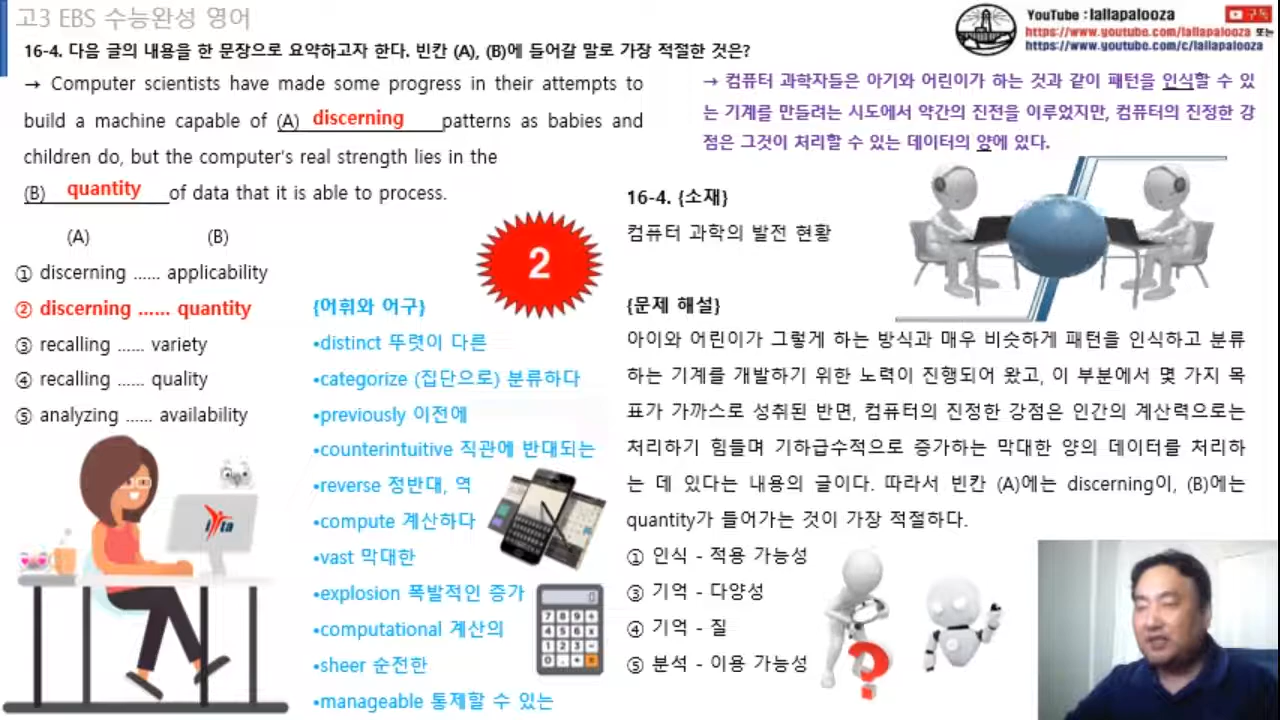 고3 EBS 수능완성 영어
YouTube : lallapalooza
구독
https://www.youtube.com/lallapalooza 또는
https://www.youtube.com/c/lallapalooza
16-4. 다음 글의 내용을 한 문장으로 요약하고자 한다. 빈칸 (A), (B)에 들어갈 말로 가장 적절한 것은?
→ Computer scientists have made some progress in their attempts to
build a machine capable of (A) discerning patterns as babies and
children do, but the computer's real strength lies in the
(B) quantity of data that it is able to process.
(A) (B)
① discerning ...... applicability
② discerning ...... quantity
③ recalling ...... variety
④ recalling ...... quality
⑤ analyzing ...... availability
2
{어휘와 어구}
•distinct 뚜렷이 다른
•categorize (집단으로) 분류하다
•previously 이전에
•counterintuitive 직관에 반대되는
•reverse 정반대, 역
•compute 계산하다
•vast 막대한
•explosion 폭발적인 증가
•computational 계산의
•sheer 순전한
•manageable 통제할 수 있는
→ 컴퓨터 과학자들은 아기와 어린이가 하는 것과 같이 패턴을 인식할 수 있
는 기계를 만들려는 시도에서 약간의 진전을 이루었지만, 컴퓨터의 진정한 강
점은 그것이 처리할 수 있는 데이터의 양에 있다.
16-4. {소재}
컴퓨터 과학의 발전 현황
{문제 해설}
아이와 어린이가 그렇게 하는 방식과 매우 비슷하게 패턴을 인식하고 분류
하는 기계를 개발하기 위한 노력이 진행되어 왔고, 이 부분에서 몇 가지 목
표가 가까스로 성취된 반면, 컴퓨터의 진정한 강점은 인간의 계산력으로는
처리하기 힘들며 기하급수적으로 증가하는 막대한 양의 데이터를 처리하
는 데 있다는 내용의 글이다. 따라서 빈칸 (A)에는 discerning이, (B)에는
quantity가 들어가는 것이 가장 적절하다.
① 인식 - 적용 가능성
③ 기억 - 다양성
④ 기억 - 질
⑤ 분석 - 이용 가능성